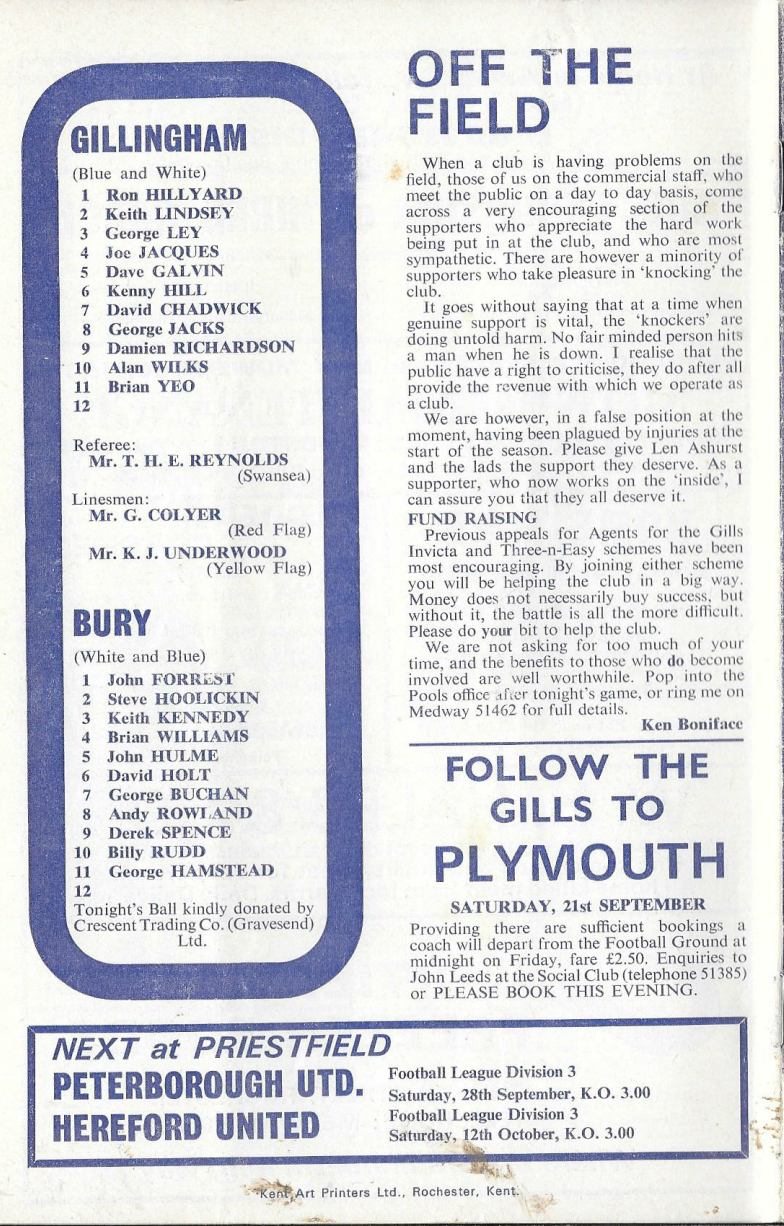 GILLINGHAM
(Blue and White)
1 Ron HILLYARD
2 Keith LINDSEY
3 George LEY
4 Joe JACQUES
5 Dave GALVIN
6 Kenny HILL
7 David CHADWICK
8 George JACKS
9 Damien RICHARDSON
10 Alan WILKS
11 Brian YEO
12
Referee:
Mr. T. H. E. REYNOLDS
(Swansea)
Linesmen:
Mr. G. COLYER
(Red Flag)
Mr. K. J. UNDERWOOD
(Yellow Flag)
BURY
(White and Blue)
1 John FORREST
2 Steve HOOLICKIN
3 Keith KENNEDY
4 Brian WILLIAMS
5 John HULME
6 David HOLT
7 George BUCHAN
8 Andy ROWLAND
9 Derek SPENCE
10 Billy RUDD
11 George HAMSTEAD
12
Tonight's Ball kindly donated by
Crescent Trading Co. (Gravesend)
Ltd.
OFF THE
FIELD
When a club is having problems on the
field, those of us on the commercial staff, who
meet the public on a day to day basis, come
across a very encouraging section of the
supporters who appreciate the hard work
being put in at the club, and who are most
sympathetic. There are however a minority of
supporters who take pleasure in 'knocking' the
club.
It goes without saying that at a time when
genuine support is vital, the 'knockers' are
doing untold harm. No fair minded person hits
a man when he is down. I realise that the
public have a right to criticise, they do after all
provide the revenue with which we operate as
a club.
We are however, in a false position at the
moment, having been plagued by injuries at the
start of the season. Please give Len Ashurst
and the lads the support they deserve. As a
supporter, who now works on the 'inside', I
can assure you that they all deserve it.
FUND RAISING
Previous appeals for Agents for the Gills
Invicta and Three-n-Easy schemes have been
most encouraging. By joining either scheme
you will be helping the club in a big way.
Money does not necessarily buy success, but
without it, the battle is all the more difficult.
Please do your bit to help the club.
We are not asking for too much of your
time, and the benefits to those who do become
involved are well worthwhile. Pop into the
Pools office after tonight's game, or ring me on
Medway 51462 for full details.
Ken Boniface
FOLLOW THE
GILLS TO
PLYMOUTH
SATURDAY, 21st SEPTEMBER
Providing there are sufficient bookings a
coach will depart from the Football Ground at
midnight on Friday, fare £2.50. Enquiries to
John Leeds at the Social Club (telephone 51385)
or PLEASE BOOK THIS EVENING.
NEXT at PRIESTFIELD
PETERBOROUGH UTD.
HEREFORD UNITED
Football League Division 3
Saturday, 28th September, K.O. 3.00
Football League Division 3
Saturday, 12th October, K.O. 3.00
Kent Art Printers Ltd., Rochester, Kent.